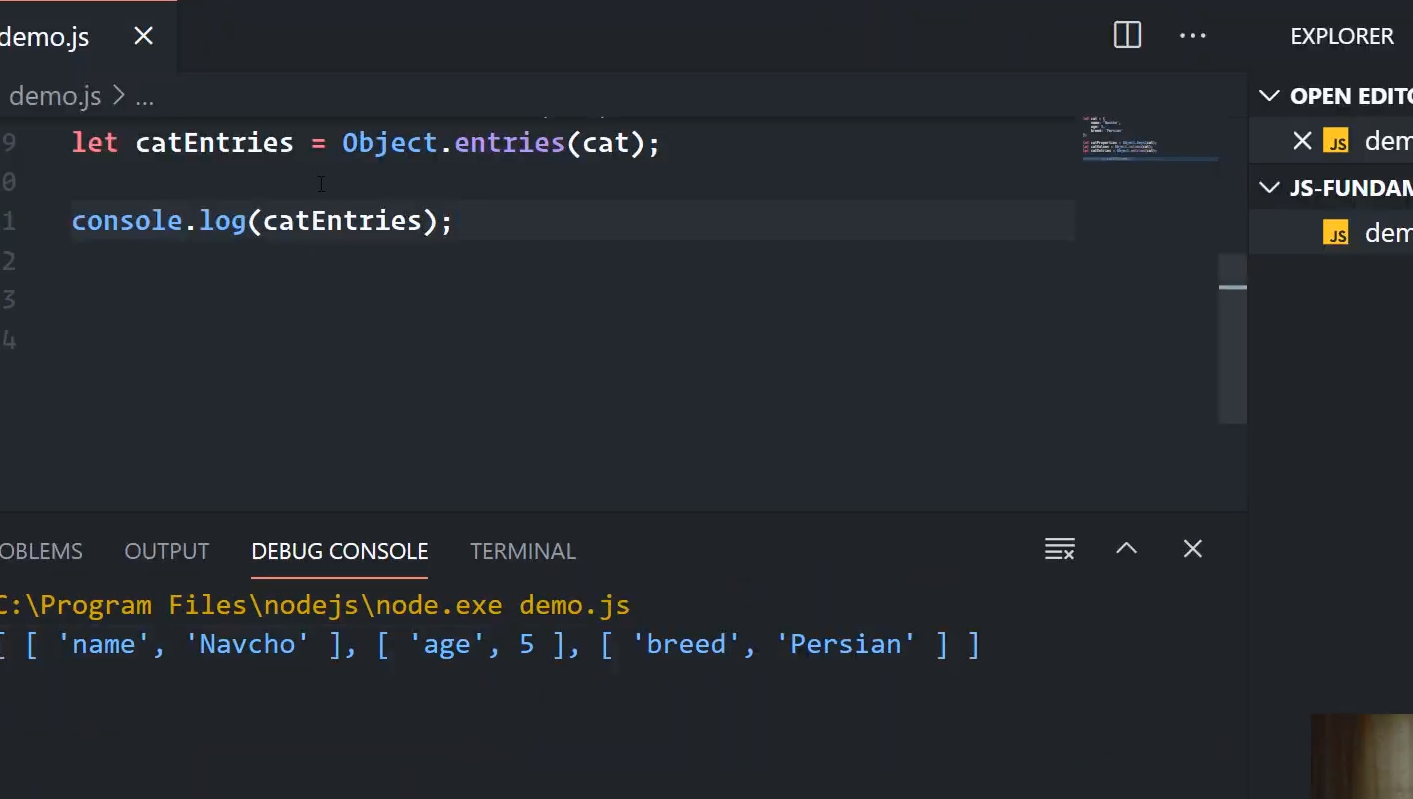 demo.js
EXPLORER
demo.js > ...
OPEN EDITO
9 let catEntries = Object.entries(cat);
JS dem
0
JS-FUNDAM
1 console.log(catEntries);
JS dem
2
3
4
OBLEMS OUTPUT DEBUG CONSOLE TERMINAL
C:\Program Files\nodejs\node.exe demo.js
[ [ 'name', 'Navcho' ], [ 'age', 5 ], [ 'breed', 'Persian' ] ]